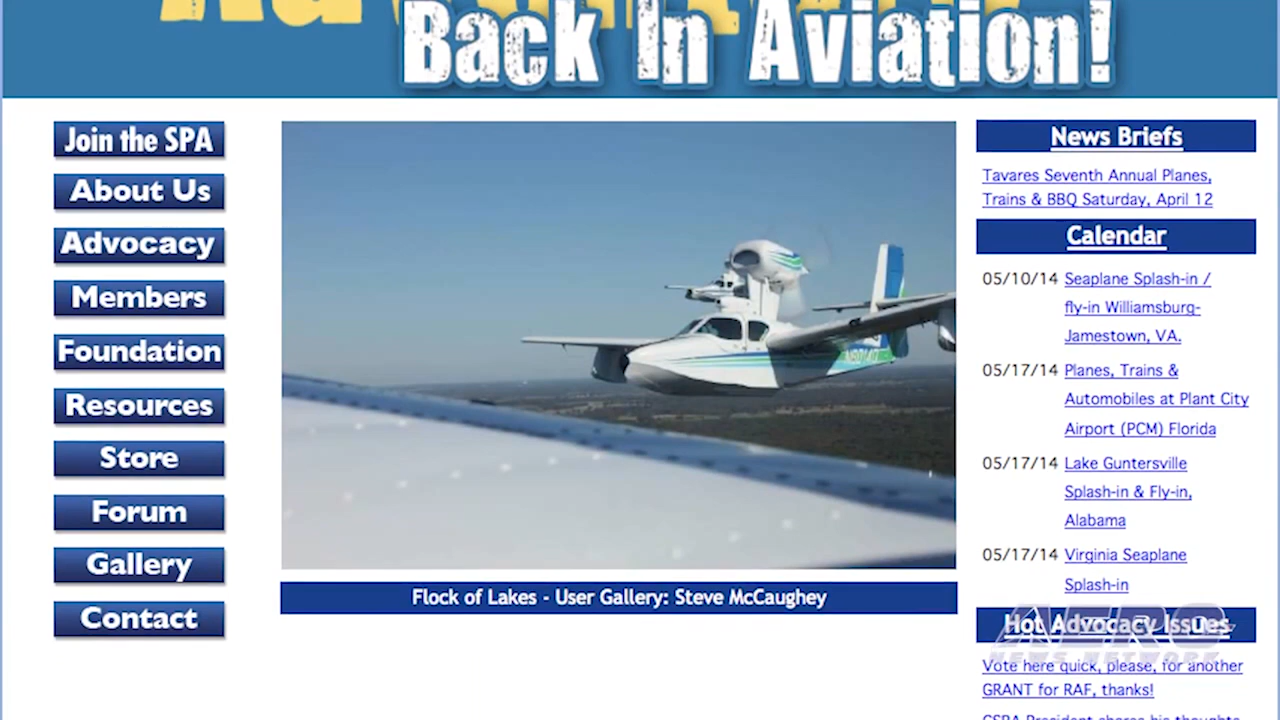 Back In Aviation!
Join the SPA
About Us
Advocacy
Members
Foundation
Resources
Store
Forum
Gallery
Contact
Flock of Lakes - User Gallery: Steve McCaughey
News Briefs
Tavares Seventh Annual Planes,
Trains & BBQ Saturday, April 12
Calendar
05/10/14 Seaplane Splash-in /
fly-in Williamsburg-
Jamestown, VA.
05/17/14 Planes, Trains &
Automobiles at Plant City
Airport (PCM) Florida
05/17/14 Lake Guntersville
Splash-in & Fly-in,
Alabama
05/17/14 Virginia Seaplane
Splash-in
Hot Advocacy Issues
AERO
NEWS NETWORK
Vote here quick, please, for another
GRANT for RAF, thanks!